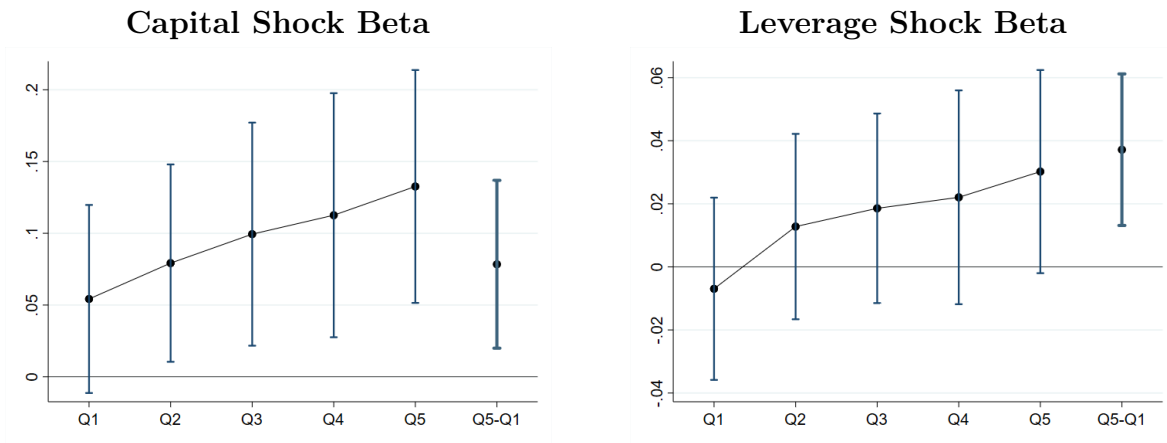 Capital Shock Beta
Leverage Shock Beta
.2
.15
.1
.05
0
Q1 Q2 Q3 Q4 Q5 Q5-Q1
.06
.04
.02
0
-.02
-.04
Q1 Q2 Q3 Q4 Q5 Q5-Q1